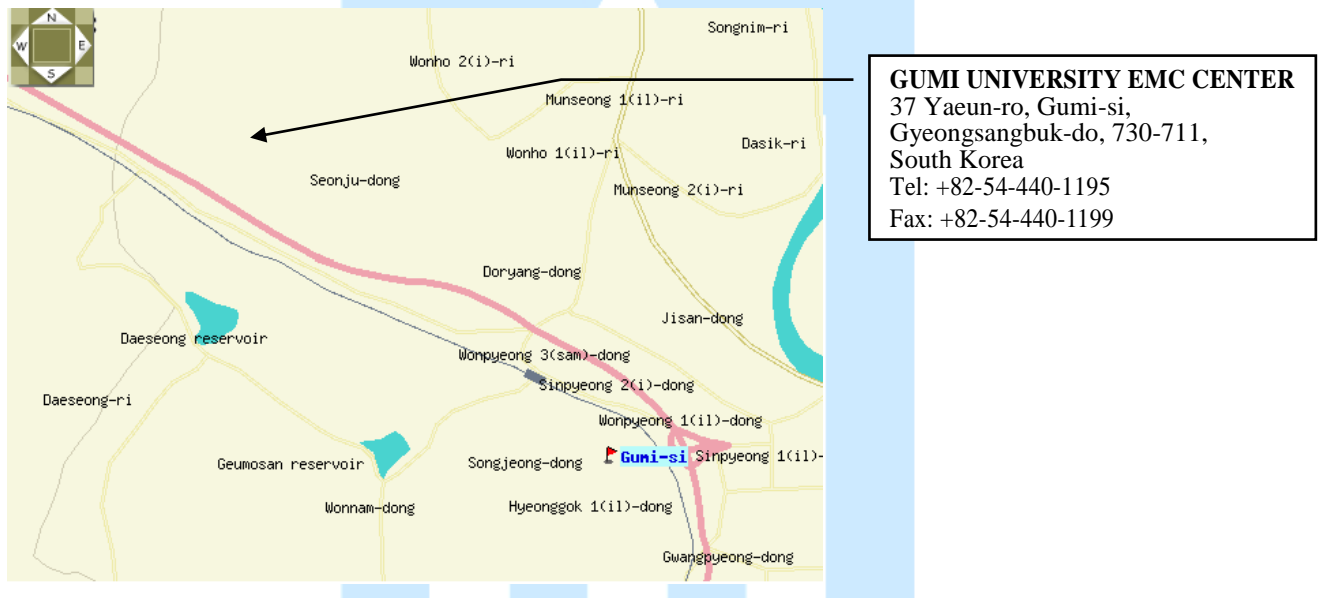 N
W
E
S
Songnim-ri
Wonho 2(i)-ri
Munseong 1(il)-ri
Dasik-ri
Wonho 1(il)-ri
Seonju-dong
Munseong 2(i)-ri
Doryang-dong
Jisan-dong
Daeseong reservoir
Wonpyeong 3(sam)-dong
Sinpyeong 2(i)-dong
Daeseong-ri
Wonpyeong 1(il)-dong
Geumosan reservoir
Songjeong-dong
Gumi-si
Sinpyeong 1(il)-
Wonnam-dong
Hyeonggok 1(il)-dong
Gwangpyeong-dong
GUMI UNIVERSITY EMC CENTER
37 Yaeun-ro, Gumi-si,
Gyeongsangbuk-do, 730-711,
South Korea
Tel: +82-54-440-1195
Fax: +82-54-440-1199